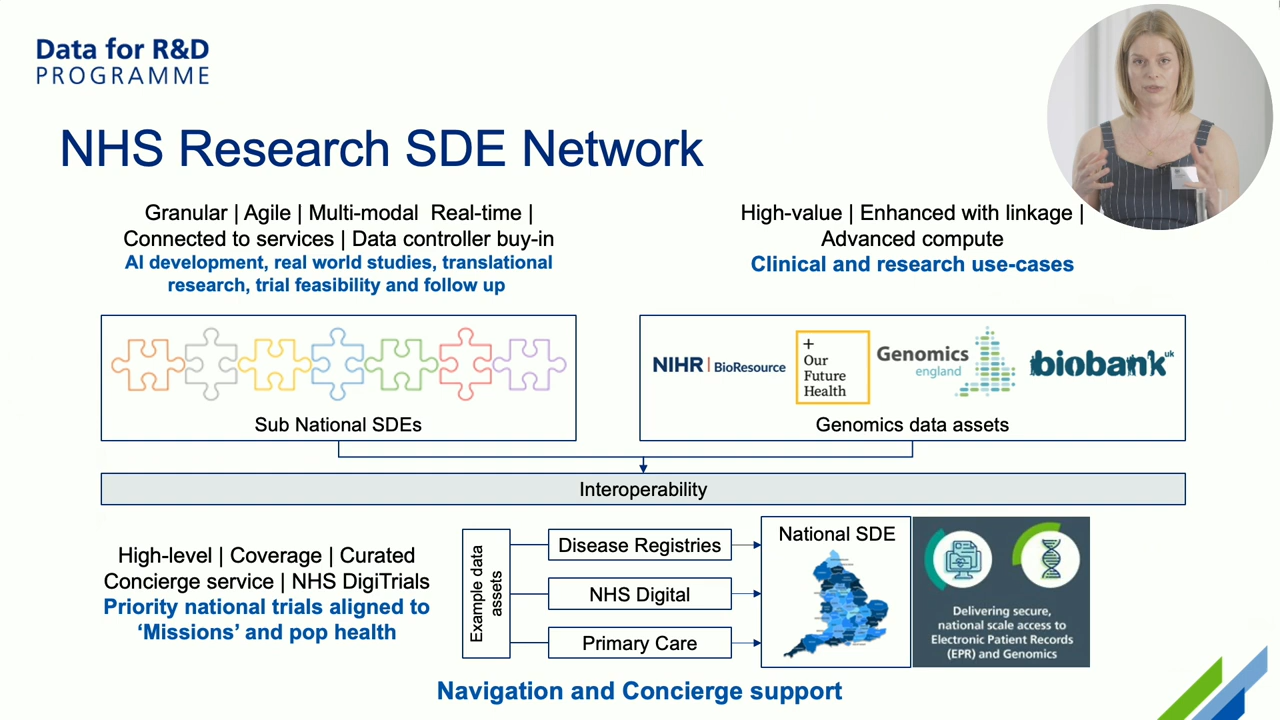 Data for R&D
PROGRAMME
NHS Research SDE Network
Granular | Agile | Multi-modal Real-time |
Connected to services | Data controller buy-in
AI development, real world studies, translational
research, trial feasibility and follow up
High-value | Enhanced with linkage |
Advanced compute
Clinical and research use-cases
Sub National SDEs
NIHR | BioResource
+
Our
Future
Health
Genomics
england
biobank uk
Genomics data assets
Interoperability
High-level | Coverage | Curated
Concierge service | NHS DigiTrials
Priority national trials aligned to
‘Missions’ and pop health
Example data
assets
Disease Registries
NHS Digital
Primary Care
National SDE
Delivering secure,
national scale access to
Electronic Patient Records
(EPR) and Genomics
Navigation and Concierge support